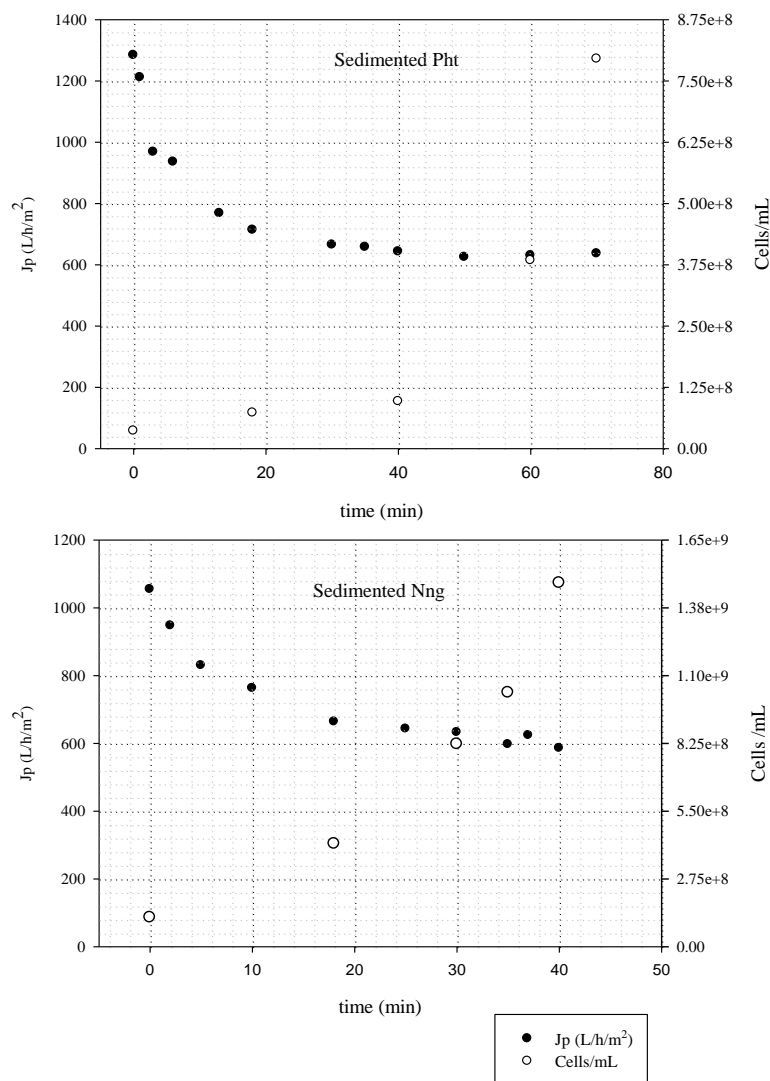 1400
1200
1000
800
600
400
200
0
Jp (L/h/m²)
Sedimented Pht
8.75e+8
7.50e+8
6.25e+8
5.00e+8
3.75e+8
2.50e+8
1.25e+8
0.00
Cells/mL
0 20 40 60 80
time (min)
1200
1000
800
600
400
200
0
Jp (L/h/m²)
Sedimented Nng
1.65e+9
1.38e+9
1.10e+9
8.25e+8
5.50e+8
2.75e+8
0.00
Cells /mL
0 10 20 30 40 50
time (min)
Jp (L/h/m²)
Cells/mL